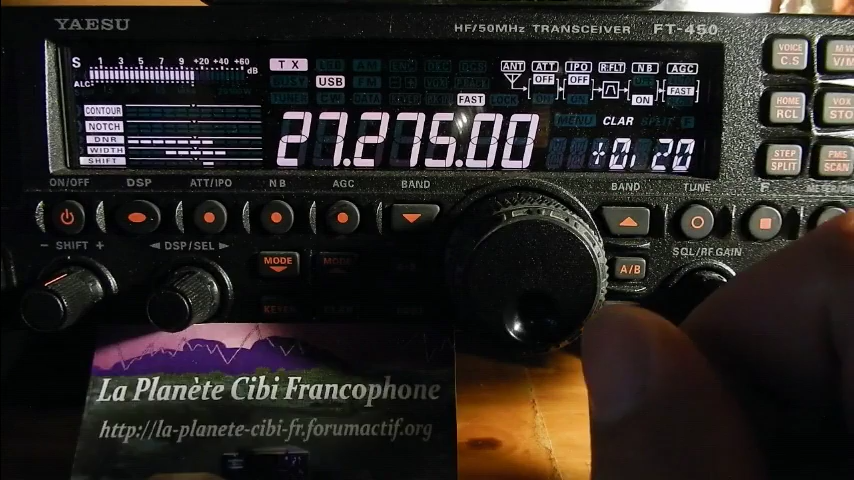 YAESU HF/50MHz TRANSCEIVER FT-450
S 1 3 5 7 9 +20 +40 +60 dB
ALC
TX
USB
FAST
ANT ATT IPO R.FLT NB AGC
OFF OFF FAST
ON
CONTOUR
NOTCH
DNR
WIDTH
SHIFT
27.275.00
MENU CLAR SPLIT F
+0. 20
VOICE C.S
HOME RCL
VOX STO
STEP SPLIT
PMS SCAN
ON/OFF DSP ATT/IPO NB AGC BAND BAND TUNE F
- SHIFT + ◄DSP/SEL► MODE MODE A/B SQL/RF GAIN
La Planète Cibi Francophone
http://la-planete-cibi-fr.forumactif.org